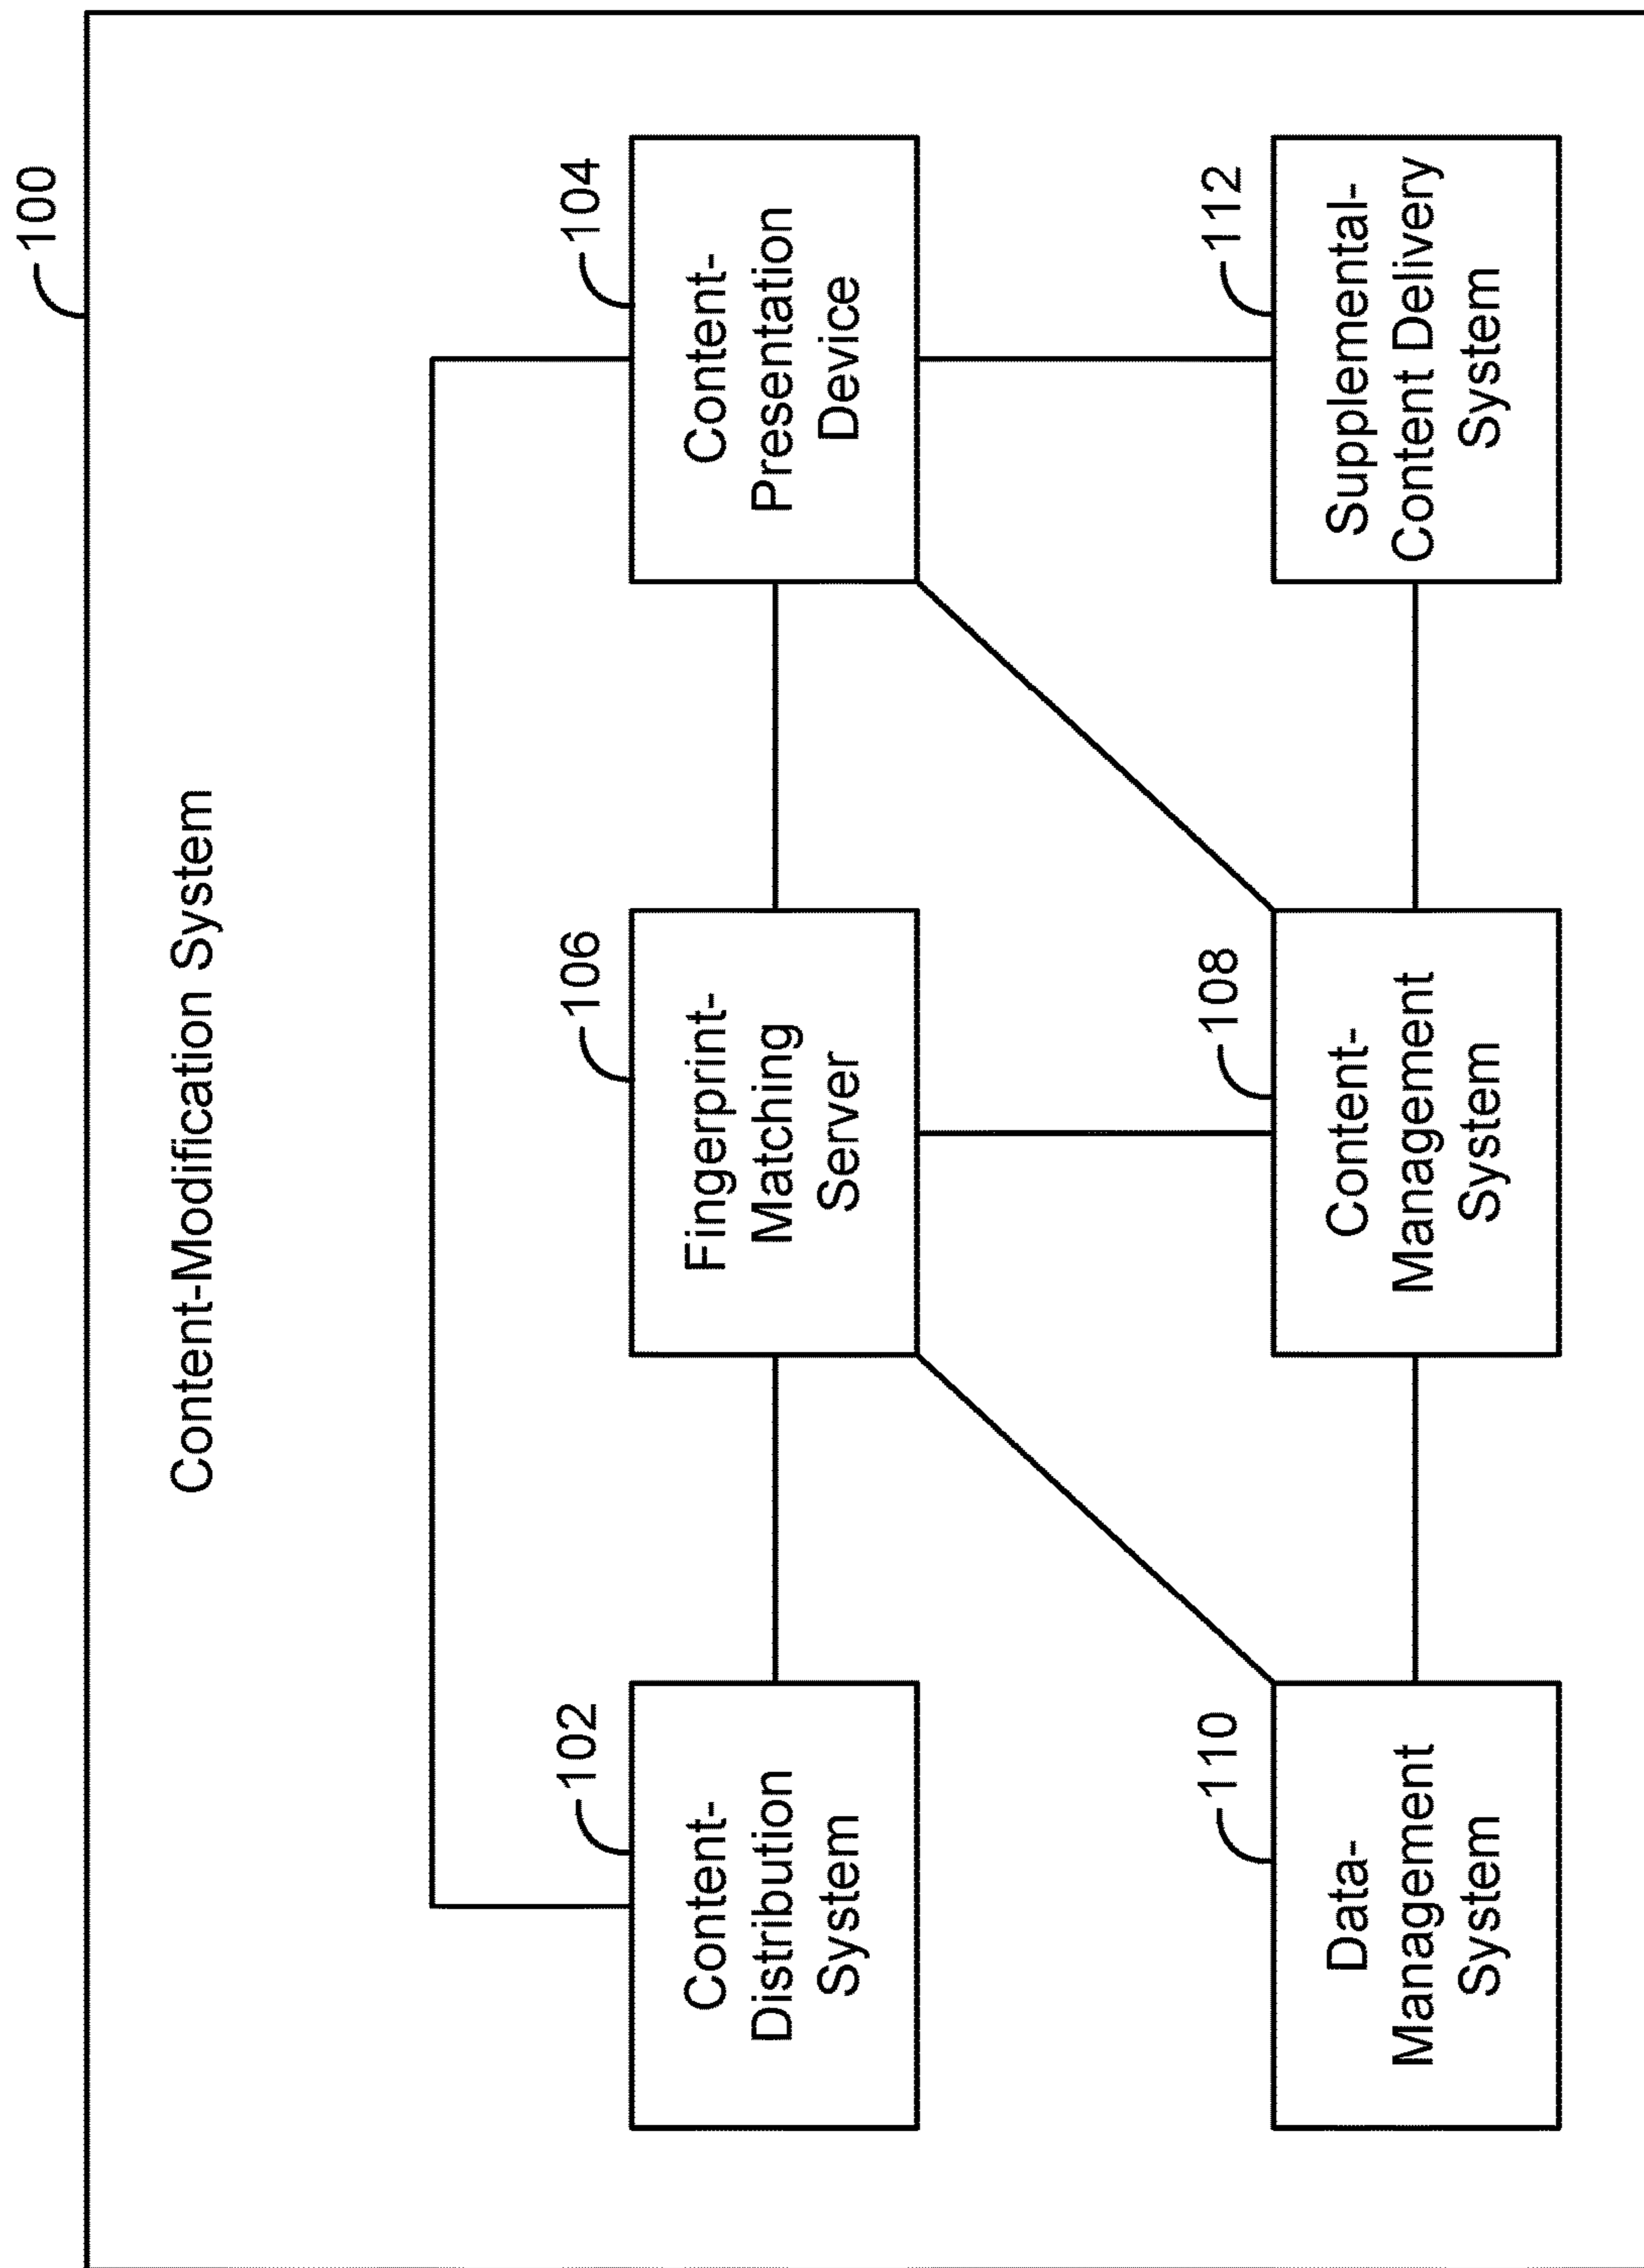 100
Content-Modification System
102
Content-
Distribution
System
106
Fingerprint-
Matching
Server
104
Content-
Presentation
Device
110
Data-
Management
System
108
Content-
Management
System
112
Supplemental-
Content Delivery
System